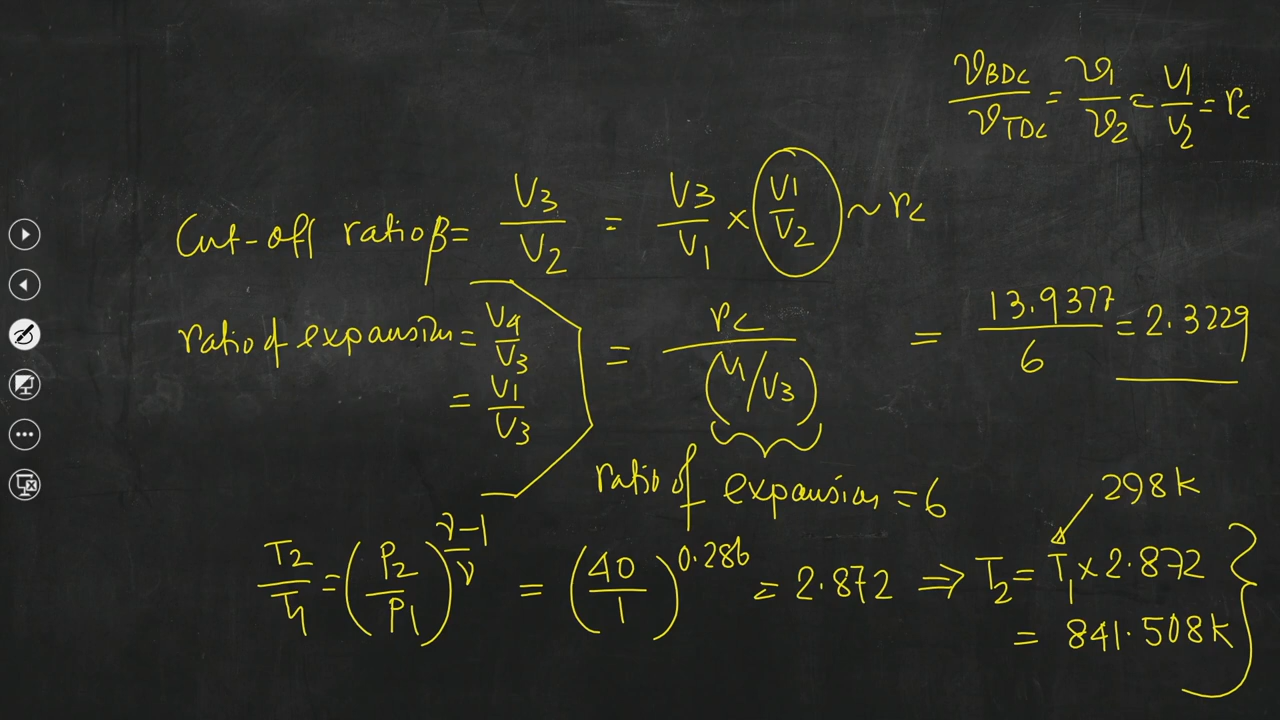 V_BDC / V_TDC = V1 / V2 = V1 / V2 = rc
Cut-off ratio β = V3 / V2 = V3 / V1 × V1 / V2 ~ rc
ratio of expansion = V4 / V3 = rc / (V1/V3) = 13.9377 / 6 = 2.3229
= V1 / V3
ratio of expansion = 6
298K
T2 / T1 = (P2 / P1)^(γ-1 / γ) = (40 / 1)^0.286 = 2.872 ⇒ T2 = T1 × 2.872
= 841.508K